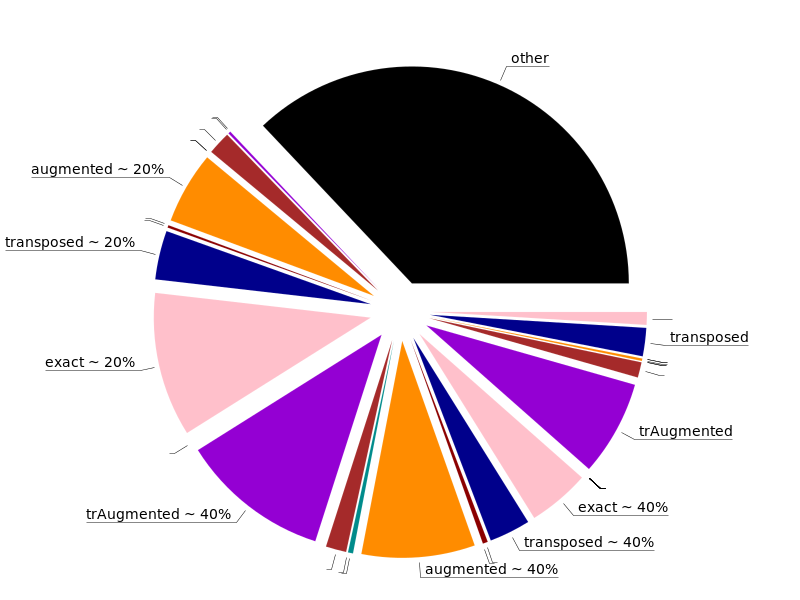 other
augmented ~ 20%
transposed ~ 20%
transposed
exact ~ 20%
trAugmented
exact ~ 40%
trAugmented ~ 40%
transposed ~ 40%
augmented ~ 40%